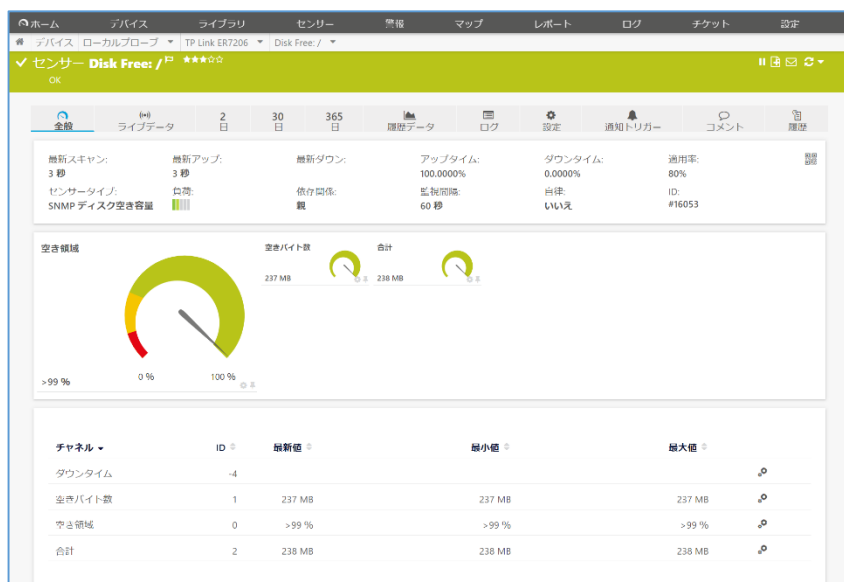 ホーム デバイス ライブラリ センサー 警報 マップ レポート ログ チケット 設定
デバイス ローカルプローブ TP Link ER7206 Disk Free: /
センサー Disk Free: /
OK
全般 ライブデータ 2日 30日 365日 履歴データ ログ 設定 通知トリガー コメント 履歴
最新スキャン: 最新アップ: 最新ダウン: アップタイム: ダウンタイム: 適用率:
3 秒 3 秒 100.0000% 0.0000% 80%
センサータイプ: 負荷: 依存関係: 監視間隔: 自律: ID:
SNMP ディスク空き容量 親 60 秒 いいえ #16053
空き領域 空きバイト数 合計
237 MB 238 MB
>99 % 0 % 100 %
チャネル ID 最新値 最小値 最大値
ダウンタイム -4
空きバイト数 1 237 MB 237 MB 237 MB
空き領域 0 >99 % >99 % >99 %
合計 2 238 MB 238 MB 238 MB